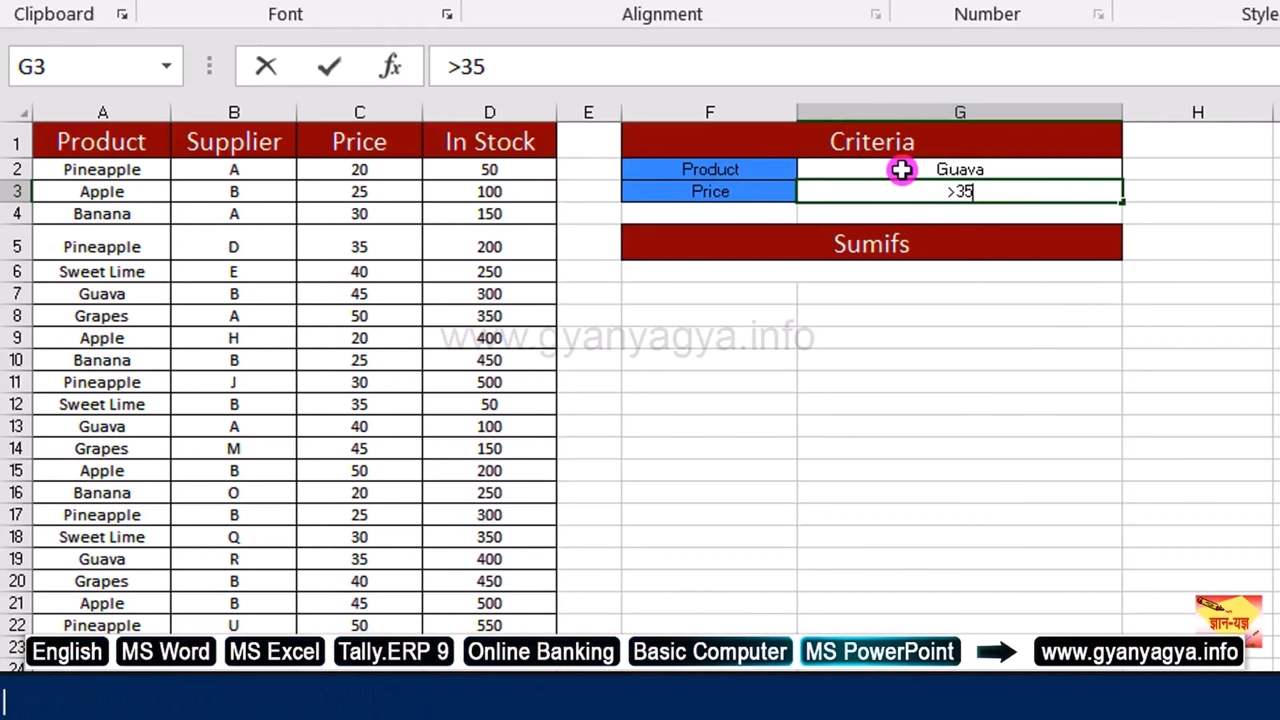 Clipboard Font Alignment Number Style
G3 fx >35
A B C D E F G H
1 Product Supplier Price In Stock Criteria
2 Pineapple A 20 50 Product Guava
3 Apple B 25 100 Price >35
4 Banana A 30 150
5 Pineapple D 35 200 Sumifs
6 Sweet Lime E 40 250
7 Guava B 45 300
8 Grapes A 50 350
9 Apple H 20 400 www.gyanyagya.info
10 Banana B 25 450
11 Pineapple J 30 500
12 Sweet Lime B 35 50
13 Guava A 40 100
14 Grapes M 45 150
15 Apple B 50 200
16 Banana O 20 250
17 Pineapple B 25 300
18 Sweet Lime Q 30 350
19 Guava R 35 400
20 Grapes B 40 450
21 Apple B 45 500
22 Pineapple U 50 550
ज्ञान-यज्ञ
23 English MS Word MS Excel Tally.ERP 9 Online Banking Basic Computer MS PowerPoint www.gyanyagya.info
24